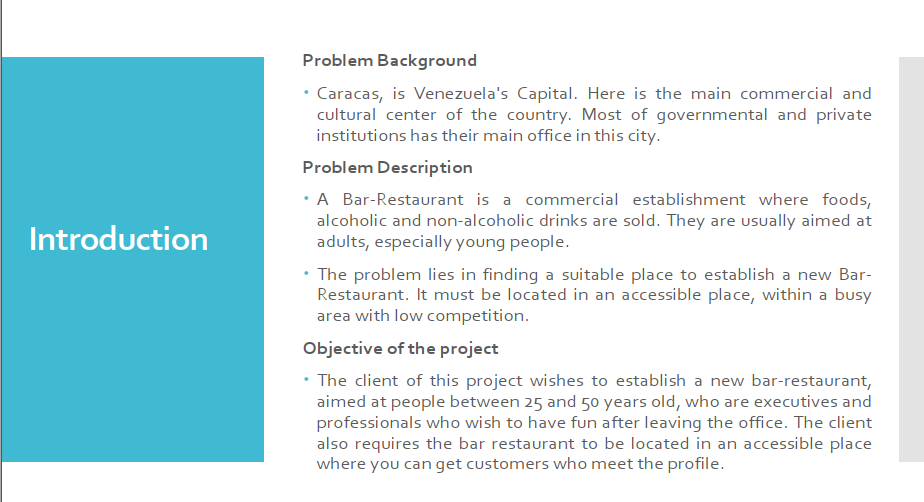 Introduction
Problem Background
• Caracas, is Venezuela's Capital. Here is the main commercial and
cultural center of the country. Most of governmental and private
institutions has their main office in this city.
Problem Description
• A Bar-Restaurant is a commercial establishment where foods,
alcoholic and non-alcoholic drinks are sold. They are usually aimed at
adults, especially young people.
• The problem lies in finding a suitable place to establish a new Bar-
Restaurant. It must be located in an accessible place, within a busy
area with low competition.
Objective of the project
• The client of this project wishes to establish a new bar-restaurant,
aimed at people between 25 and 50 years old, who are executives and
professionals who wish to have fun after leaving the office. The client
also requires the bar restaurant to be located in an accessible place
where you can get customers who meet the profile.